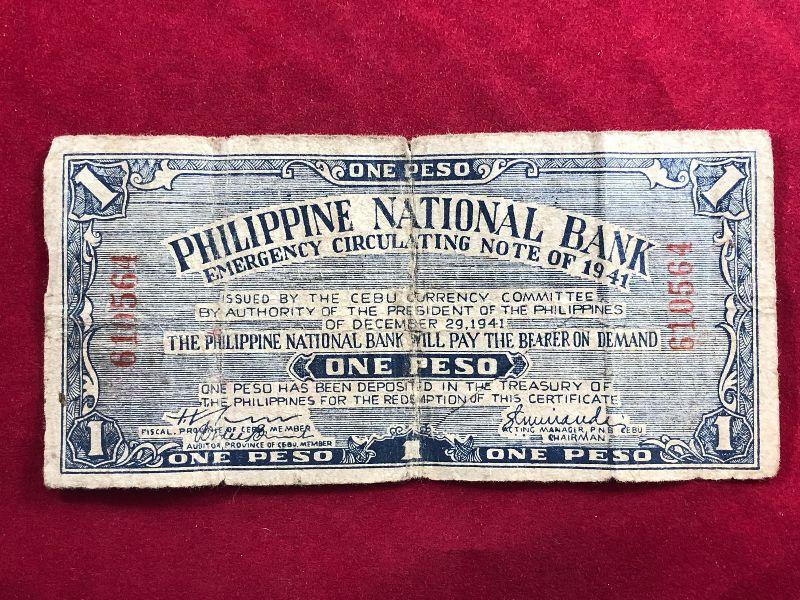 ONE PESO
1
1
PHILIPPINE NATIONAL BANK
EMERGENCY CIRCULATING NOTE OF 1941
610564
610564
ISSUED BY THE CEBU CURRENCY COMMITTEE,
BY AUTHORITY OF THE PRESIDENT OF THE PHILIPPINES
OF DECEMBER 29, 1941
THE PHILIPPINE NATIONAL BANK WILL PAY THE BEARER ON DEMAND
ONE PESO
ONE PESO HAS BEEN DEPOSITED IN THE TREASURY OF
THE PHILIPPINES FOR THE REDEMPTION OF THIS CERTIFICATE
FISCAL, PROVINCE OF CEBU, MEMBER
AUDITOR, PROVINCE OF CEBU, MEMBER
ACTING MANAGER, P.N.B. CEBU
CHAIRMAN
1
1
1
ONE PESO
ONE PESO